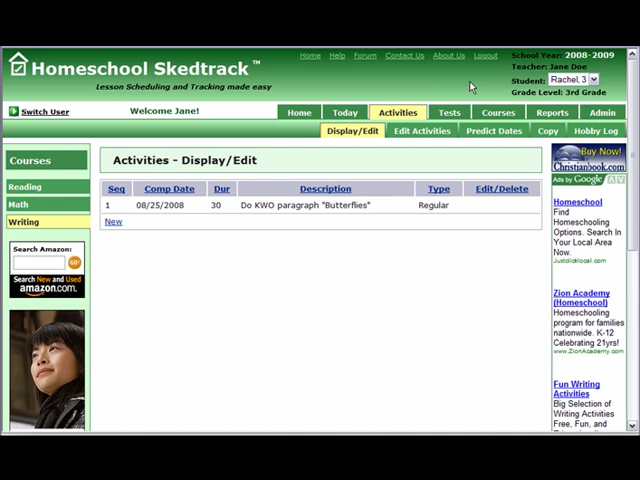 Homeschool Skedtrack ™
Lesson Scheduling and Tracking made easy
Home Help Forum Contact Us About Us Logout
School Year: 2008-2009
Teacher: Jane Doe
Student: Rachel, 3
Grade Level: 3rd Grade
Switch User
Welcome Jane!
Home Today Activities Tests Courses Reports Admin
Display/Edit Edit Activities Predict Dates Copy Hobby Log
Courses
Reading
Math
Writing
Search Amazon:
GO!
Search New and Used
amazon.com.
Activities - Display/Edit
Seq Comp Date Dur Description Type Edit/Delete
1 08/25/2008 30 Do KWO paragraph "Butterflies" Regular
New
Buy Now!
Christianbook.com
Ads by Google
Homeschool
Find
Homeschooling
Options. Search In
Your Local Area
Now.
Justclicklocal.com
Zion Academy
(Homeschool)
Homeschooling
program for families
nationwide. K-12
Celebrating 21yrs!
www.ZionAcademy.com
Fun Writing
Activities
Big Selection of
Writing Activities
Free, Fun, and